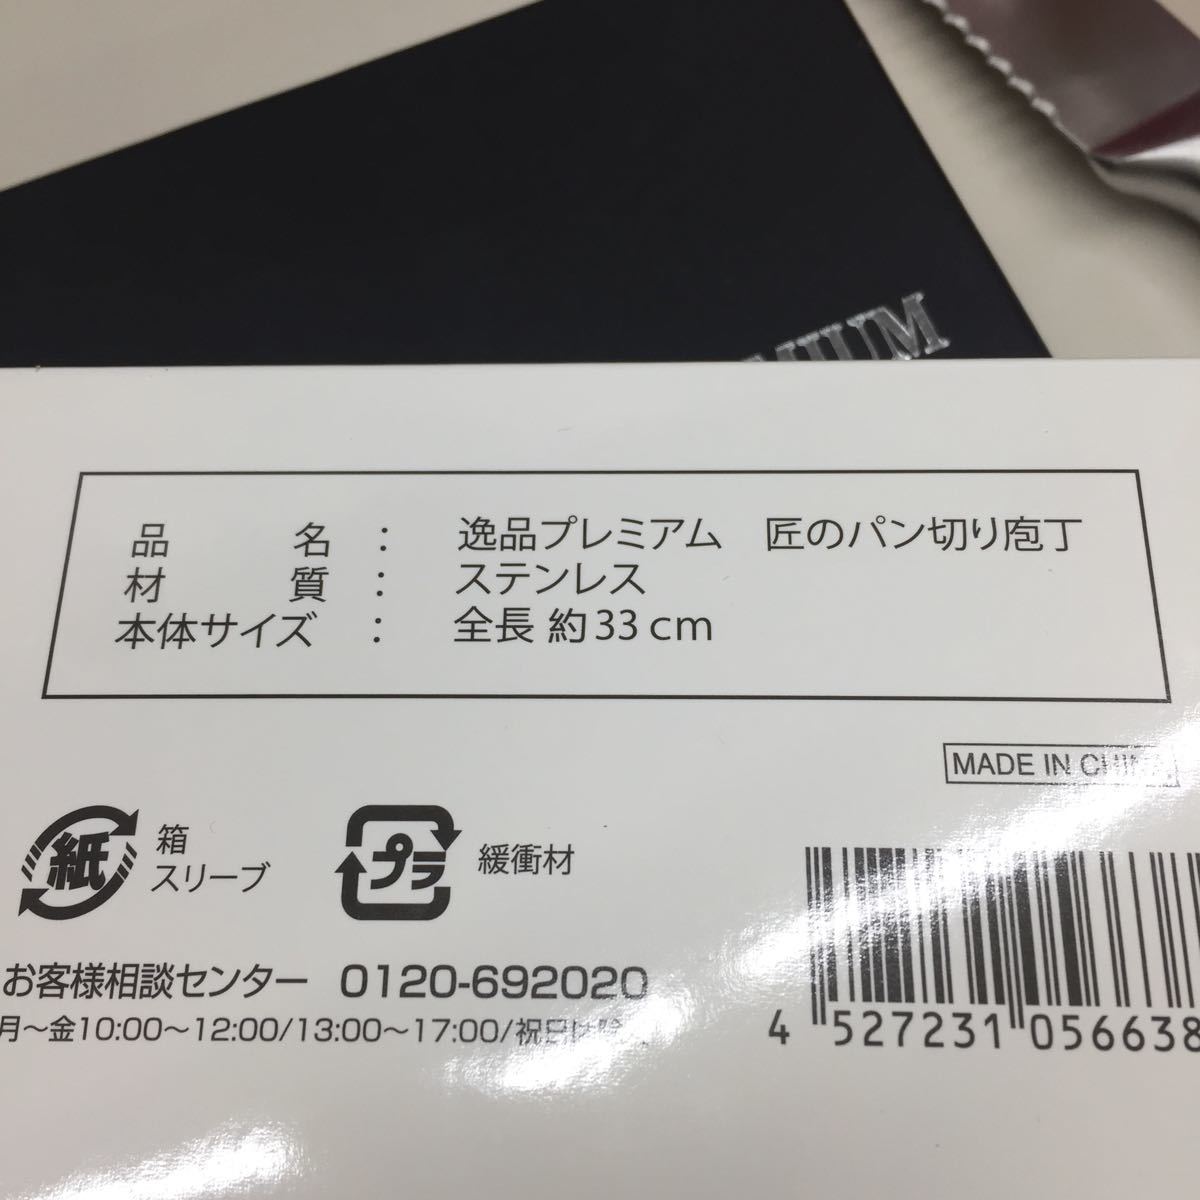 品名：逸品プレミアム 匠のパン切り庖丁
材質：ステンレス
本体サイズ：全長 約33cm
MADE IN CHINA
紙
箱
スリーブ
プラ
緩衝材
お客様相談センター 0120-692020
月～金10:00～12:00/13:00～17:00/祝日は除く
4 527231 056638